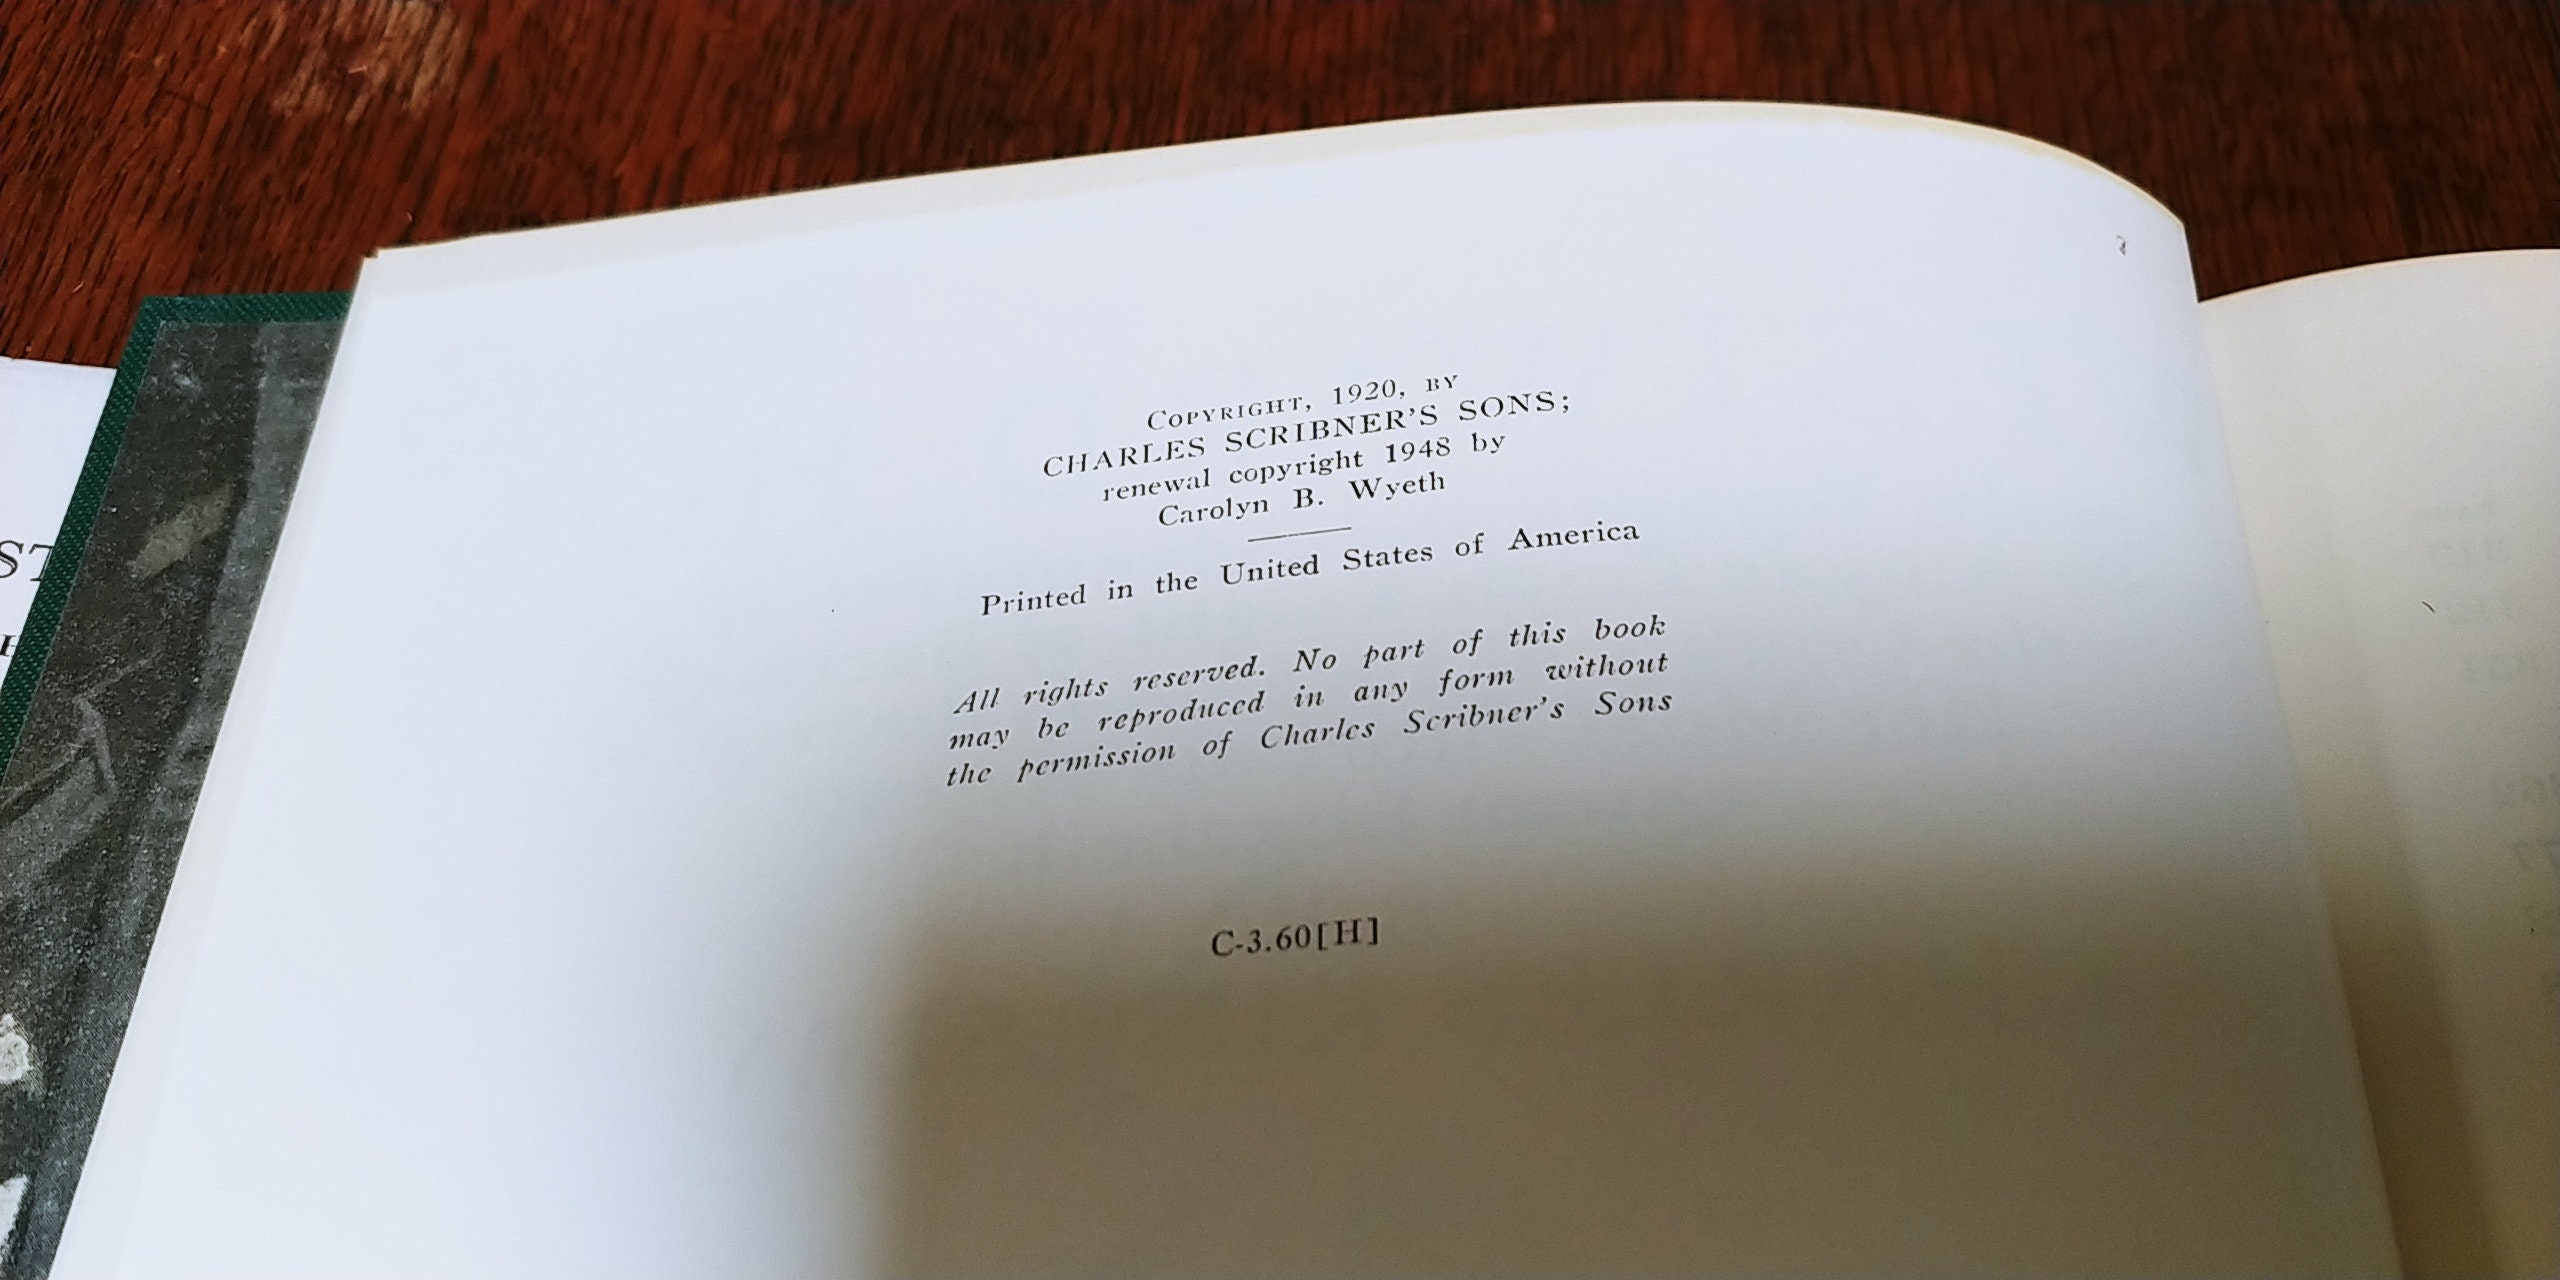 COPYRIGHT, 1920, BY
CHARLES SCRIBNER'S SONS;
renewal copyright 1948 by
Carolyn B. Wyeth
Printed in the United States of America
All rights reserved. No part of this book
may be reproduced in any form without
the permission of Charles Scribner's Sons
C-3.60[H]
ST